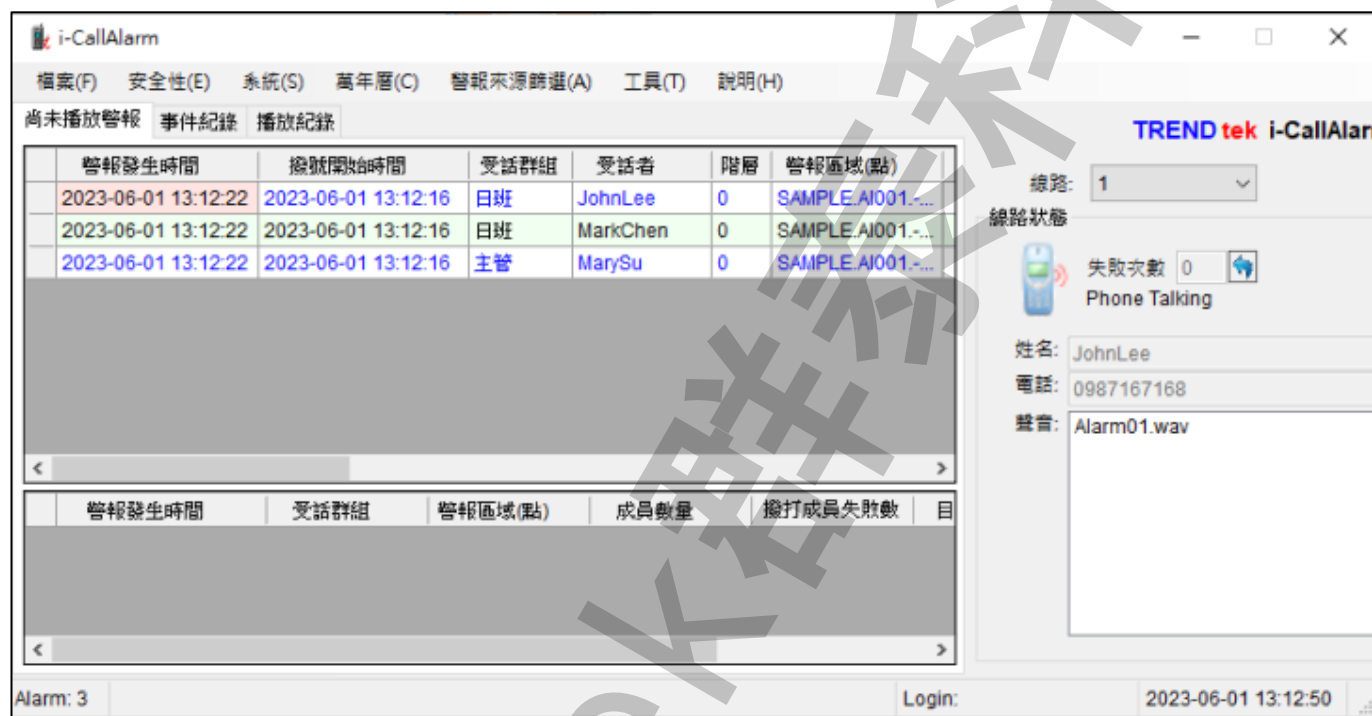 i-CallAlarm
檔案(F) 安全性(E) 系統(S) 萬年曆(C) 警報來源篩選(A) 工具(T) 說明(H)
尚未播放警報 事件紀錄 播放紀錄
警報發生時間 撥號開始時間 受話群組 受話者 階層 警報區域(點)
2023-06-01 13:12:22 2023-06-01 13:12:16 日班 JohnLee 0 SAMPLE.AI001.-...
2023-06-01 13:12:22 2023-06-01 13:12:16 日班 MarkChen 0 SAMPLE.AI001.-...
2023-06-01 13:12:22 2023-06-01 13:12:16 主管 MarySu 0 SAMPLE.AI001.-...
警報發生時間 受話群組 警報區域(點) 成員數量 撥打成員失敗數 目
TREND tek i-CallAlar
線路: 1
線路狀態
失敗次數 0
Phone Talking
姓名: JohnLee
電話: 0987167168
聲音: Alarm01.wav
Alarm: 3 Login: 2023-06-01 13:12:50
群泰科